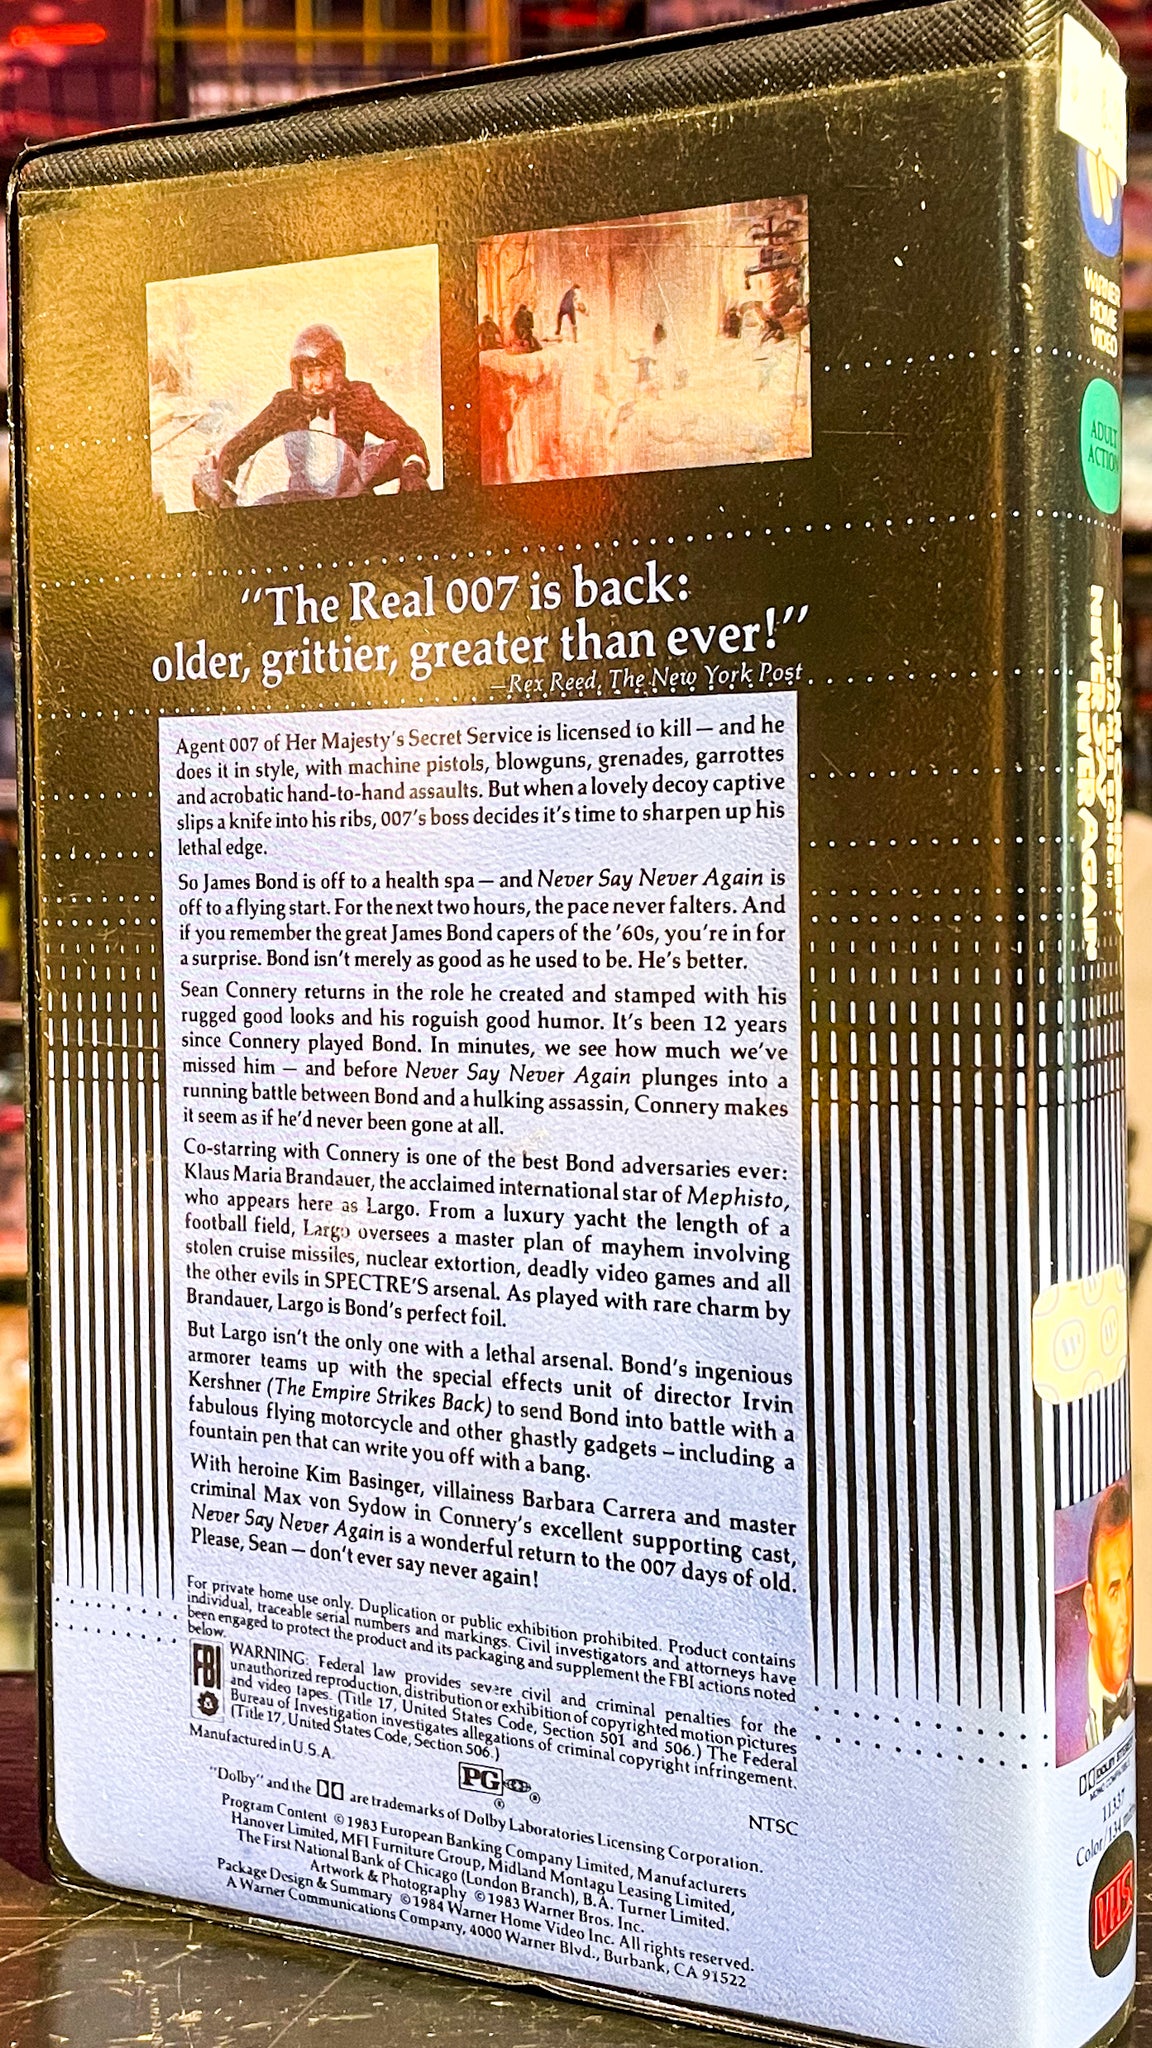 "The Real 007 is back:
older, grittier, greater than ever!"
—Rex Reed, The New York Post
Agent 007 of Her Majesty's Secret Service is licensed to kill — and he
does it in style, with machine pistols, blowguns, grenades, garrottes
and acrobatic hand-to-hand assaults. But when a lovely decoy captive
slips a knife into his ribs, 007's boss decides it's time to sharpen up his
lethal edge.
So James Bond is off to a health spa — and Never Say Never Again is
off to a flying start. For the next two hours, the pace never falters. And
if you remember the great James Bond capers of the '60s, you're in for
a surprise. Bond isn't merely as good as he used to be. He's better.
Sean Connery returns in the role he created and stamped with his
rugged good looks and his roguish good humor. It's been 12 years
since Connery played Bond. In minutes, we see how much we've
missed him — and before Never Say Never Again plunges into a
running battle between Bond and a hulking assassin, Connery makes
it seem as if he'd never been gone at all.
Co-starring with Connery is one of the best Bond adversaries ever:
Klaus Maria Brandauer, the acclaimed international star of Mephisto,
who appears here as Largo. From a luxury yacht the length of a
football field, Largo oversees a master plan of mayhem involving
stolen cruise missiles, nuclear extortion, deadly video games and all
the other evils in SPECTRE'S arsenal. As played with rare charm by
Brandauer, Largo is Bond's perfect foil.
But Largo isn't the only one with a lethal arsenal. Bond's ingenious
armorer teams up with the special effects unit of director Irvin
Kershner (The Empire Strikes Back) to send Bond into battle with a
fabulous flying motorcycle and other ghastly gadgets – including a
fountain pen that can write you off with a bang.
With heroine Kim Basinger, villainess Barbara Carrera and master
criminal Max von Sydow in Connery's excellent supporting cast,
Never Say Never Again is a wonderful return to the 007 days of old.
Please, Sean — don't ever say never again!
For private home use only. Duplication or public exhibition prohibited. Product contains
individual, traceable serial numbers and markings. Civil investigators and attorneys have
been engaged to protect the product and its packaging and supplement the FBI actions noted
below.
FBI
WARNING: Federal law provides severe civil and criminal penalties for the
unauthorized reproduction, distribution or exhibition of copyrighted motion pictures
and video tapes. (Title 17, United States Code, Section 501 and 506.) The Federal
Bureau of Investigation investigates allegations of criminal copyright infringement.
(Title 17, United States Code, Section 506.)
Manufactured in U.S.A.
PG ® ®
NTSC
"Dolby" and the are trademarks of Dolby Laboratories Licensing Corporation.
Program Content ©1983 European Banking Company Limited, Manufacturers
Hanover Limited, MFI Furniture Group, Midland Montagu Leasing Limited,
The First National Bank of Chicago (London Branch), B.A. Turner Limited.
Artwork & Photography ©1983 Warner Bros. Inc.
Package Design & Summary ©1984 Warner Home Video Inc. All rights reserved.
A Warner Communications Company, 4000 Warner Blvd., Burbank, CA 91522
WARNER
HOME
VIDEO
ADULT
ACTION
NEVER SAY
NEVER AGAIN
DOLBY STEREO
11337
Color/134
VHS